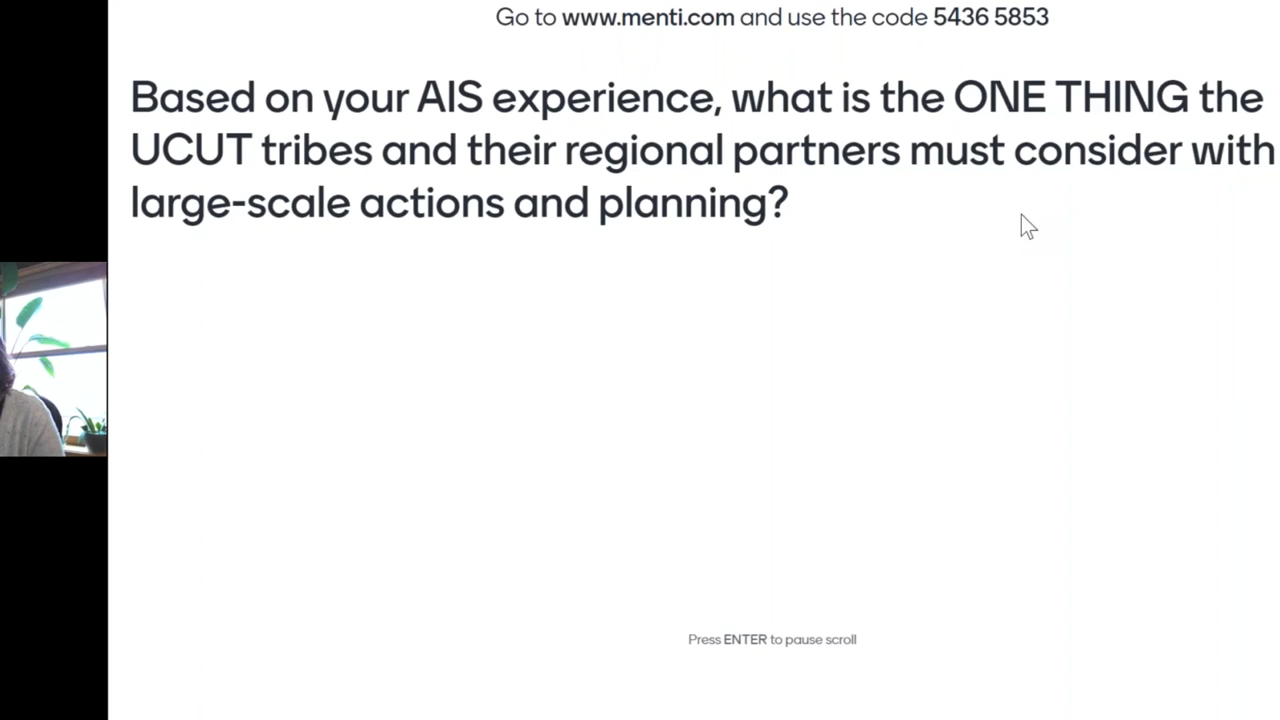 Go to www.menti.com and use the code 5436 5853
Based on your AIS experience, what is the ONE THING the
UCUT tribes and their regional partners must consider with
large-scale actions and planning?
Press ENTER to pause scroll